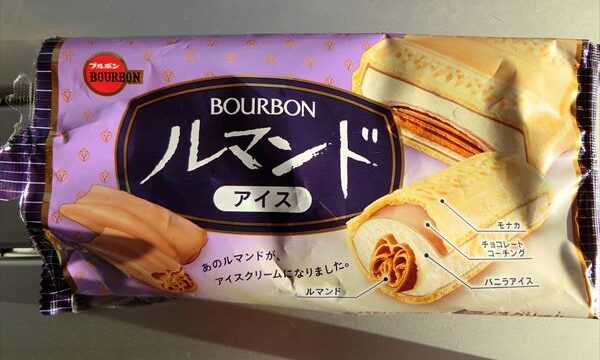 ブルボン
BOURBON
BOURBON
ルマンド
アイス
あのルマンドが、
アイスクリームになりました。
モナカ
チョコレート
コーチング
バニラアイス
ルマンド